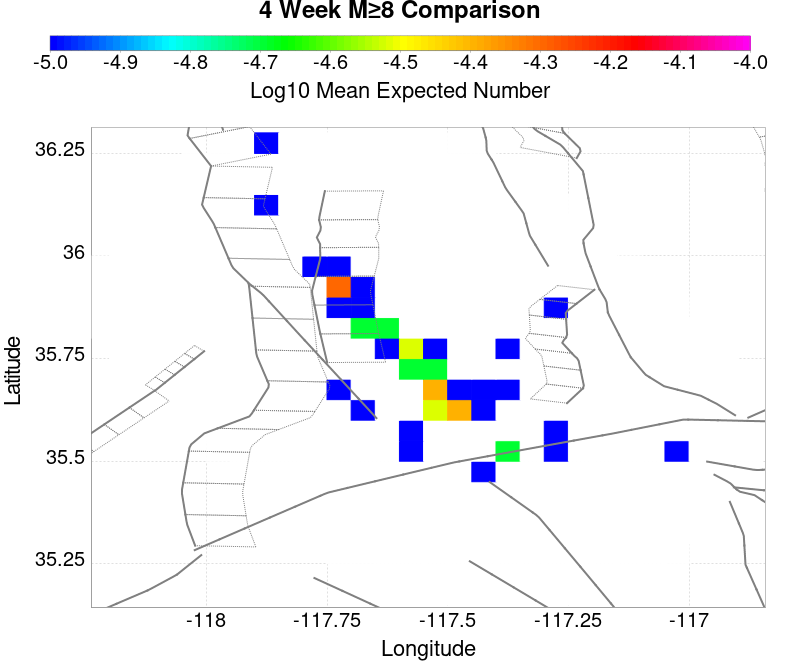 4 Week M≥8 Comparison
-5.0 -4.9 -4.8 -4.7 -4.6 -4.5 -4.4 -4.3 -4.2 -4.1 -4.0
Log10 Mean Expected Number
36.25
36
35.75
35.5
35.25
Latitude
-118 -117.75 -117.5 -117.25 -117
Longitude